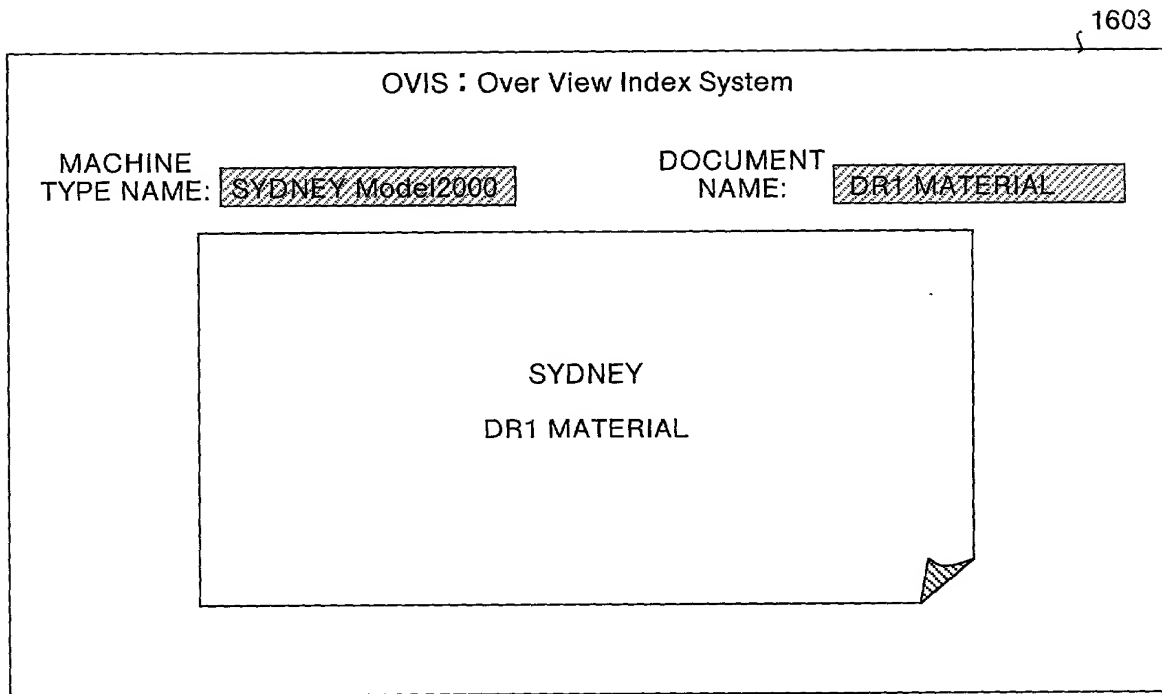 1603
OVIS : Over View Index System
MACHINE
TYPE NAME: SYDNEY Model2000
DOCUMENT
NAME: DR1 MATERIAL
SYDNEY
DR1 MATERIAL